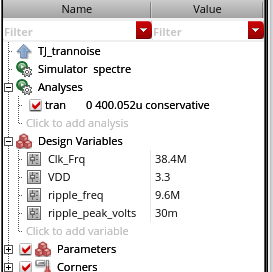 Name Value
Filter Filter
TJ_trannoise
Simulator spectre
Analyses
tran 0 400.052u conservative
Click to add analysis
Design Variables
Clk_Frq 38.4M
VDD 3.3
ripple_freq 9.6M
ripple_peak_volts 30m
Click to add variable
Parameters
Corners